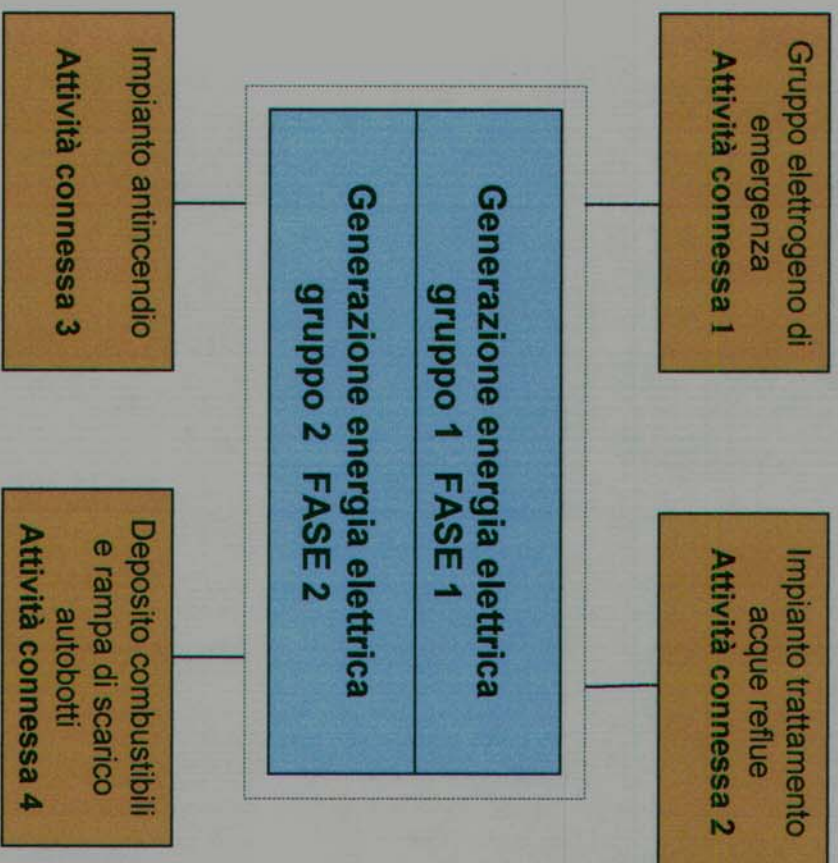 Gruppo elettrogeno di
emergenza
Attività connessa 1
Impianto trattamento
acque reflue
Attività connessa 2
Generazione energia elettrica
gruppo 1 FASE 1
Generazione energia elettrica
gruppo 2 FASE 2
Impianto antincendio
Attività connessa 3
Deposito combustibili
e rampa di scarico
autobotti
Attività connessa 4